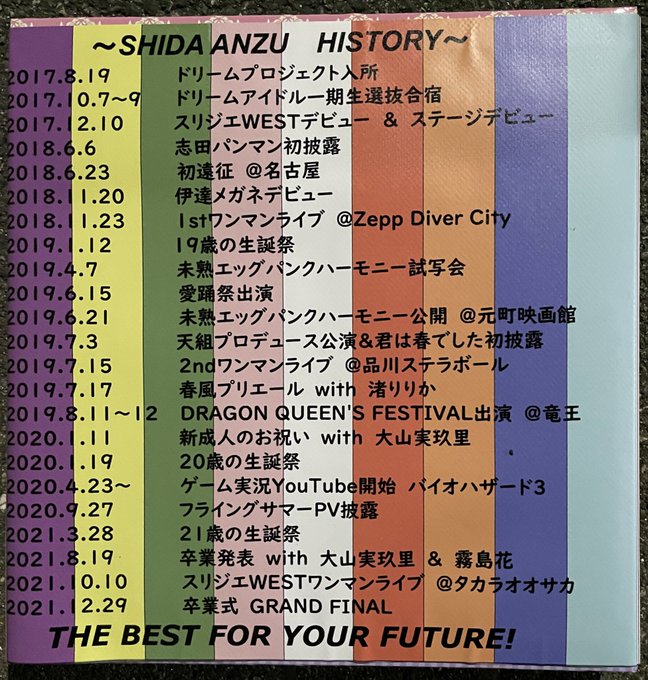 ～SHIDA ANZU HISTORY～
2017.8.19 ドリームプロジェクト入所
2017.10.7～9 ドリームアイドル一期生選抜合宿
2017.12.10 スリジエWESTデビュー & ステージデビュー
2018.6.6 志田パンマン初披露
2018.6.23 初遠征 @名古屋
2018.11.20 伊達メガネデビュー
2018.11.23 1stワンマンライブ @Zepp Diver City
2019.1.12 19歳の生誕祭
2019.4.7 未熟エッグパンクハーモニー試写会
2019.6.15 愛踊祭出演
2019.6.21 未熟エッグパンクハーモニー公開 @元町映画館
2019.7.3 天組プロデュース公演&君は春でした初披露
2019.7.15 2ndワンマンライブ @品川ステラボール
2019.7.17 春風プリエール with 渚りりか
2019.8.11～12 DRAGON QUEEN'S FESTIVAL出演 @竜王
2020.1.11 新成人のお祝い with 大山実玖里
2020.1.19 20歳の生誕祭
2020.4.23～ ゲーム実況YouTube開始 バイオハザード3
2020.9.27 フライングサマーPV披露
2021.3.28 21歳の生誕祭
2021.8.19 卒業発表 with 大山実玖里 & 霧島花
2021.10.10 スリジエWESTワンマンライブ @タカラオオサカ
2021.12.29 卒業式 GRAND FINAL
THE BEST FOR YOUR FUTURE!